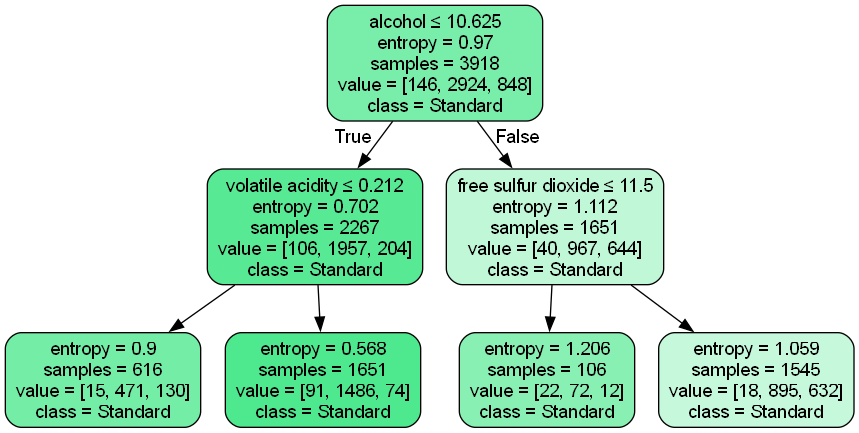 alcohol ≤ 10.625
entropy = 0.97
samples = 3918
value = [146, 2924, 848]
class = Standard
True
False
volatile acidity ≤ 0.212
entropy = 0.702
samples = 2267
value = [106, 1957, 204]
class = Standard
free sulfur dioxide ≤ 11.5
entropy = 1.112
samples = 1651
value = [40, 967, 644]
class = Standard
entropy = 0.9
samples = 616
value = [15, 471, 130]
class = Standard
entropy = 0.568
samples = 1651
value = [91, 1486, 74]
class = Standard
entropy = 1.206
samples = 106
value = [22, 72, 12]
class = Standard
entropy = 1.059
samples = 1545
value = [18, 895, 632]
class = Standard